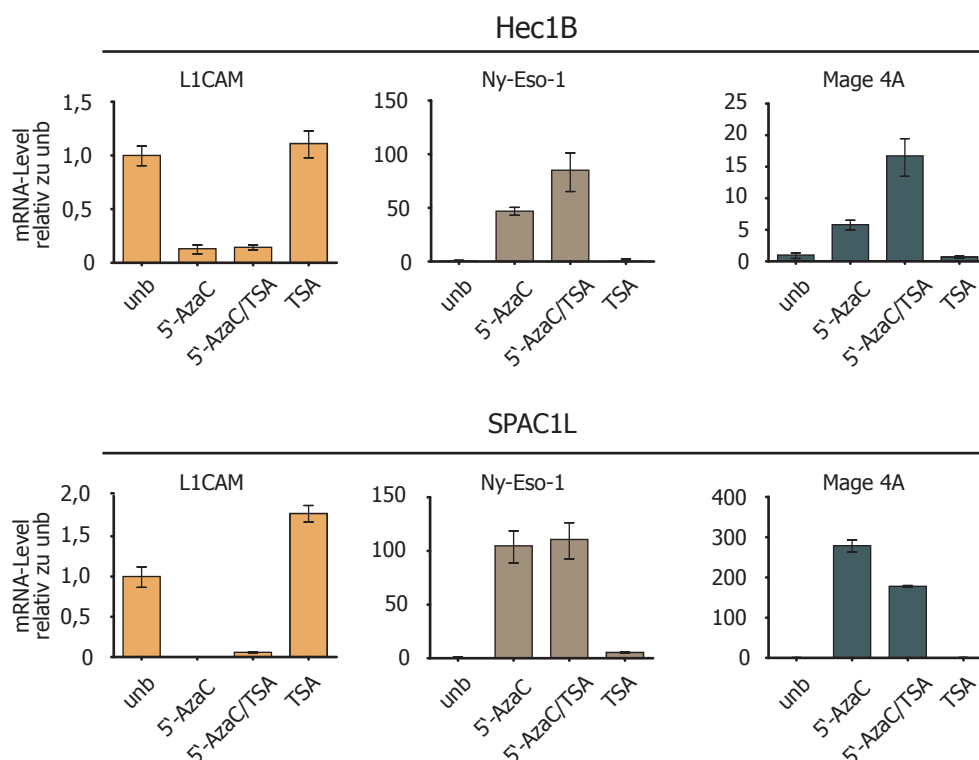 Hec1B
L1CAM
Ny-Eso-1
Mage 4A
mRNA-Level
relativ zu unb
1,5
1,0
0,5
0
unb
5‘-AzaC
5‘-AzaC/TSA
TSA
150
100
50
0
unb
5‘-AzaC
5‘-AzaC/TSA
TSA
25
20
15
10
5
0
unb
5‘-AzaC
5‘-AzaC/TSA
TSA
SPAC1L
L1CAM
Ny-Eso-1
Mage 4A
mRNA-Level
relativ zu unb
2,0
1,5
1,0
0,5
0
unb
5‘-AzaC
5‘-AzaC/TSA
TSA
150
100
50
0
unb
5‘-AzaC
5‘-AzaC/TSA
TSA
400
300
200
100
0
unb
5‘-AzaC
5‘-AzaC/TSA
TSA